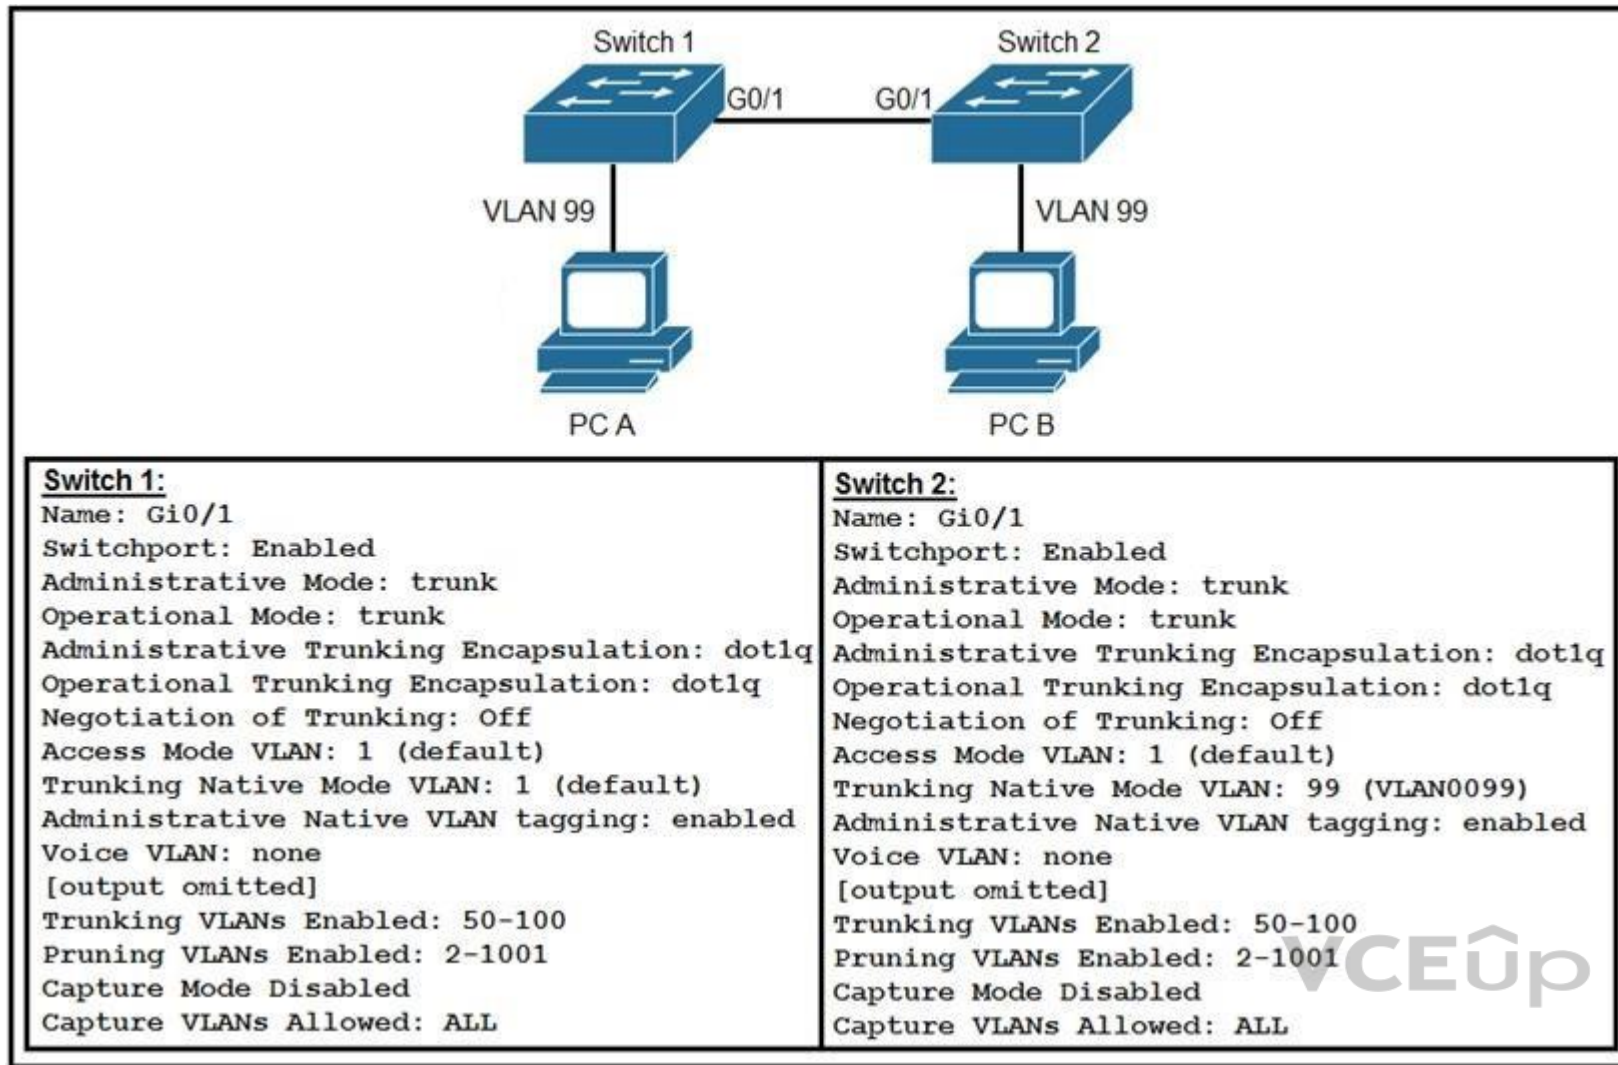 Switch 1
Switch 2
G0/1
G0/1
VLAN 99
VLAN 99
PC A
PC B
Switch 1:
Name: Gi0/1
Switchport: Enabled
Administrative Mode: trunk
Operational Mode: trunk
Administrative Trunking Encapsulation: dot1q
Operational Trunking Encapsulation: dot1q
Negotiation of Trunking: Off
Access Mode VLAN: 1 (default)
Trunking Native Mode VLAN: 1 (default)
Administrative Native VLAN tagging: enabled
Voice VLAN: none
[output omitted]
Trunking VLANs Enabled: 50-100
Pruning VLANs Enabled: 2-1001
Capture Mode Disabled
Capture VLANs Allowed: ALL
Switch 2:
Name: Gi0/1
Switchport: Enabled
Administrative Mode: trunk
Operational Mode: trunk
Administrative Trunking Encapsulation: dot1q
Operational Trunking Encapsulation: dot1q
Negotiation of Trunking: Off
Access Mode VLAN: 1 (default)
Trunking Native Mode VLAN: 99 (VLAN0099)
Administrative Native VLAN tagging: enabled
Voice VLAN: none
[output omitted]
Trunking VLANs Enabled: 50-100
Pruning VLANs Enabled: 2-1001
Capture Mode Disabled
Capture VLANs Allowed: ALL
VCEûp